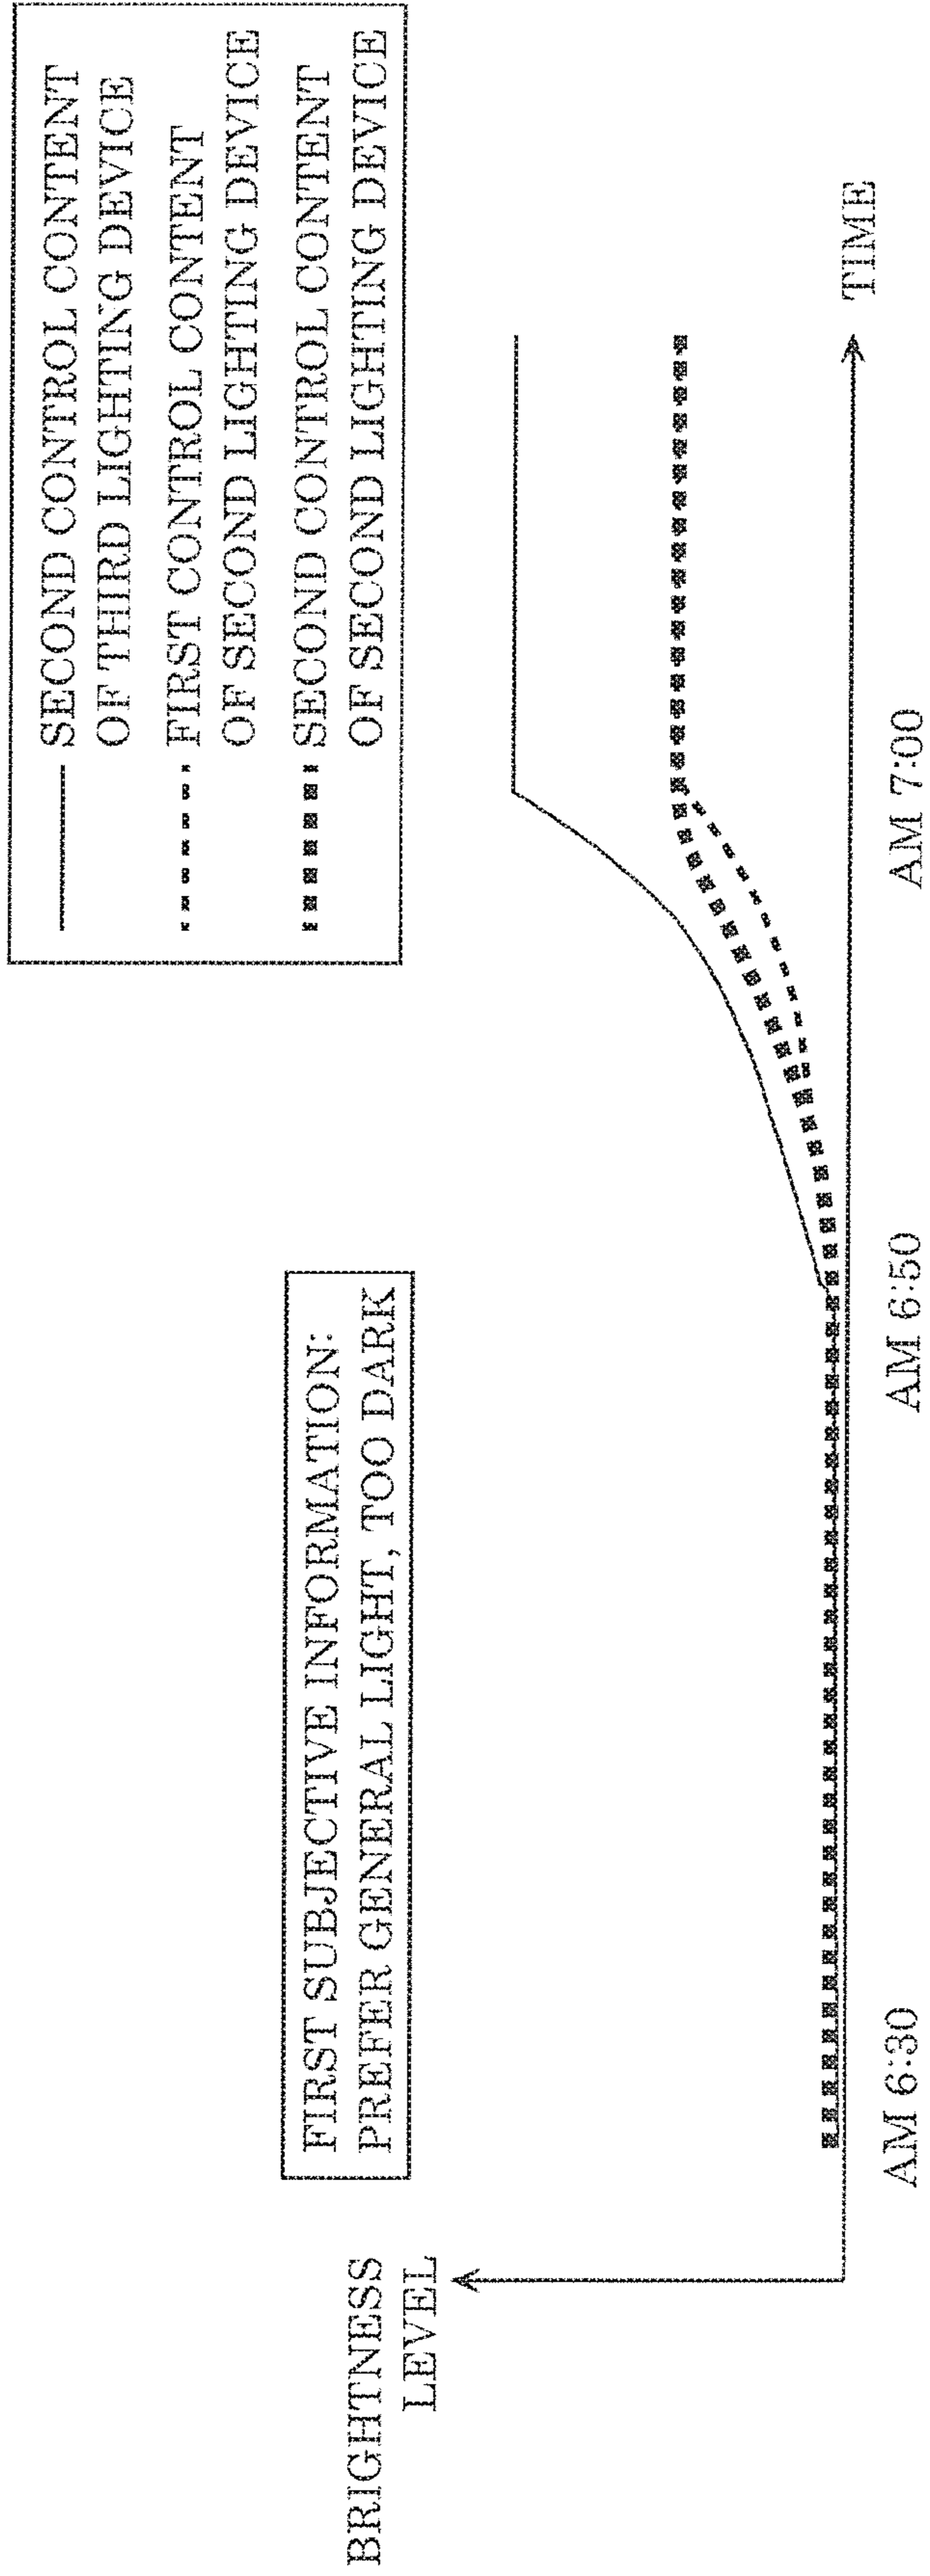 SECOND CONTROL CONTENT
OF THIRD LIGHTING DEVICE
FIRST CONTROL CONTENT
OF SECOND LIGHTING DEVICE
SECOND CONTROL CONTENT
OF SECOND LIGHTING DEVICE
FIRST SUBJECTIVE INFORMATION:
PREFER GENERAL LIGHT, TOO DARK
BRIGHTNESS
LEVEL
TIME
AM 6:30
AM 6:50
AM 7:00